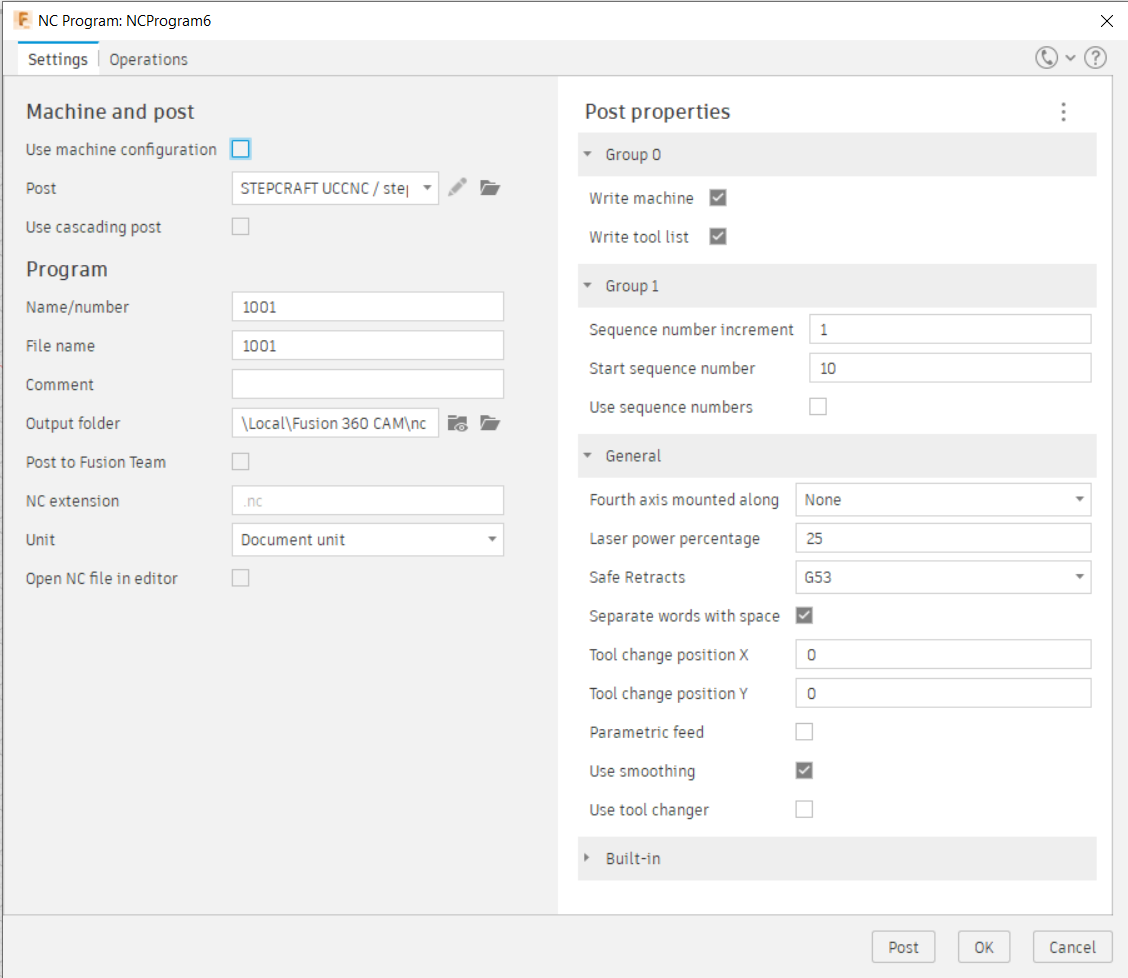 NC Program: NCProgram6
Settings
Operations
Machine and post
Use machine configuration
Post
STEPCRAFT UCCNC / step
Use cascading post
Program
Name/number
1001
File name
1001
Comment
Output folder
\Local\Fusion 360 CAM\nc
Post to Fusion Team
NC extension
.nc
Unit
Document unit
Open NC file in editor
Post properties
Group 0
Write machine
Write tool list
Group 1
Sequence number increment
1
Start sequence number
10
Use sequence numbers
General
Fourth axis mounted along
None
Laser power percentage
25
Safe Retracts
G53
Separate words with space
Tool change position X
0
Tool change position Y
0
Parametric feed
Use smoothing
Use tool changer
Built-in
Post
OK
Cancel